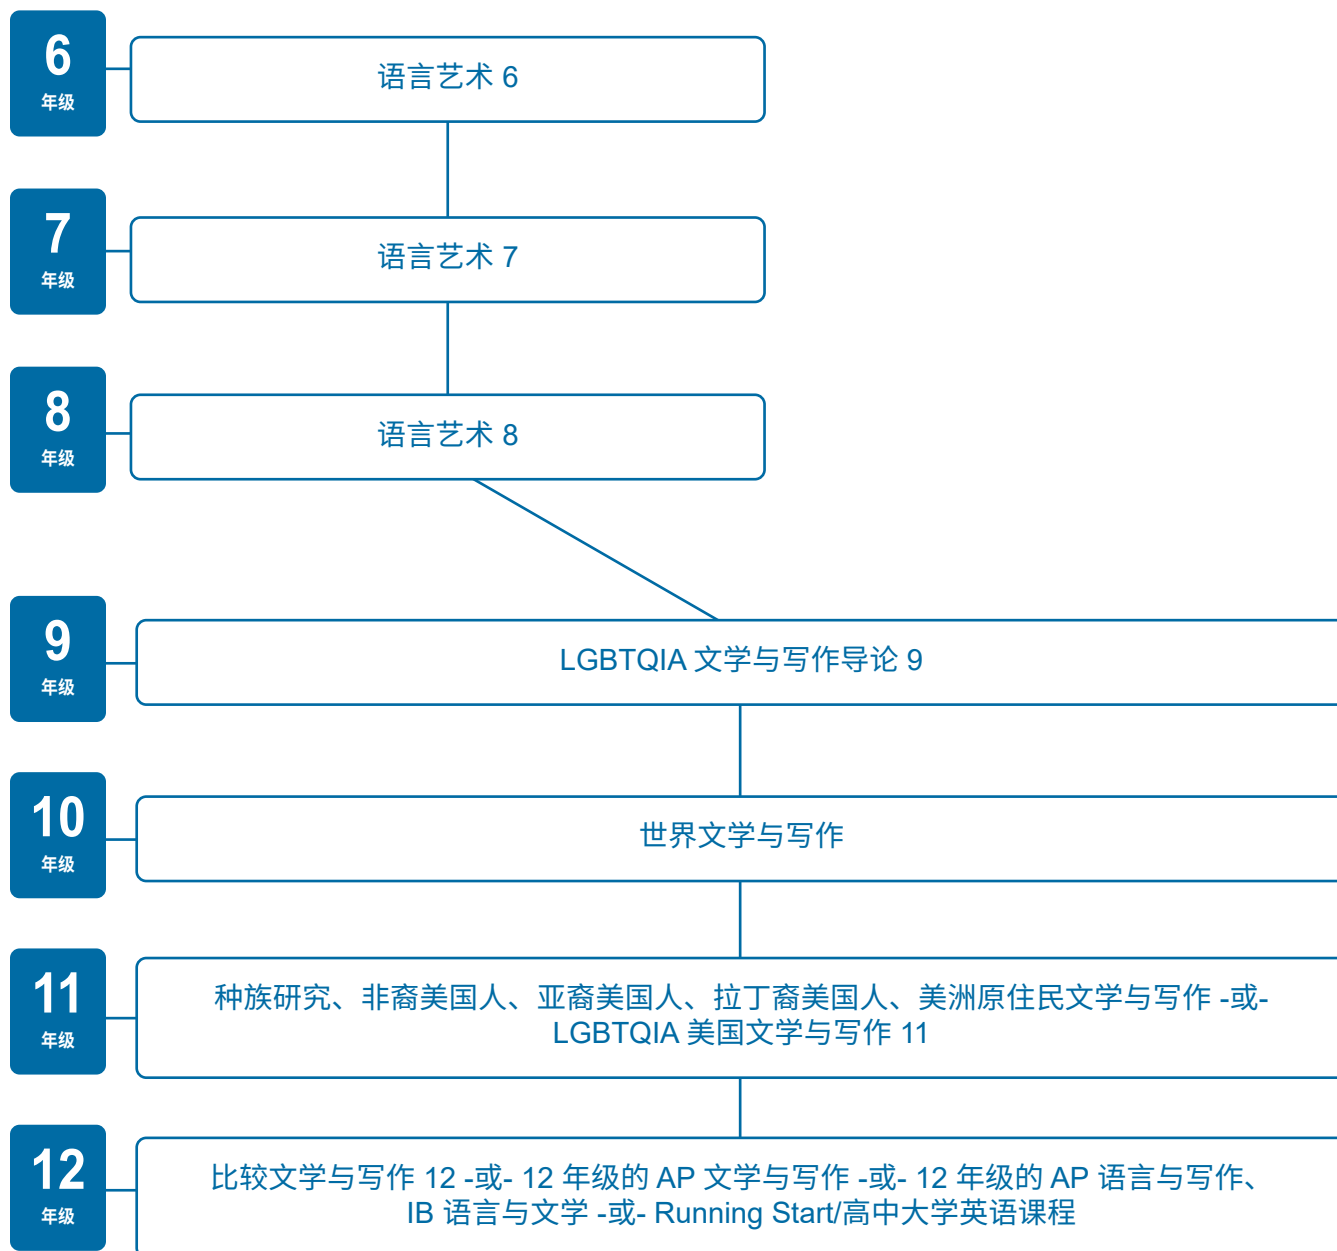 6
年级
语言艺术 6
7
年级
语言艺术 7
8
年级
语言艺术 8
9
年级
LGBTQIA 文学与写作导论 9
10
年级
世界文学与写作
11
年级
种族研究、非裔美国人、亚裔美国人、拉丁裔美国人、美洲原住民文学与写作 -或-
LGBTQIA 美国文学与写作 11
12
年级
比较文学与写作 12 -或- 12 年级的 AP 文学与写作 -或- 12 年级的 AP 语言与写作、
IB 语言与文学 -或- Running Start/高中大学英语课程